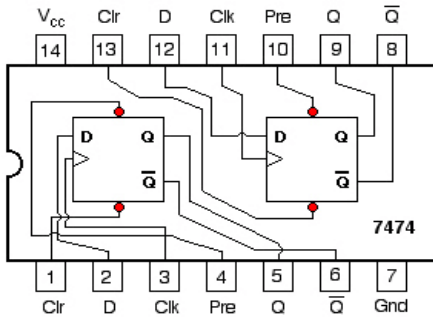 Vcc Clr D Clk Pre Q Q̅
14 13 12 11 10 9 8
D Q D Q
Q̅ Q̅
7474
1 2 3 4 5 6 7
Clr D Clk Pre Q Q̅ Gnd